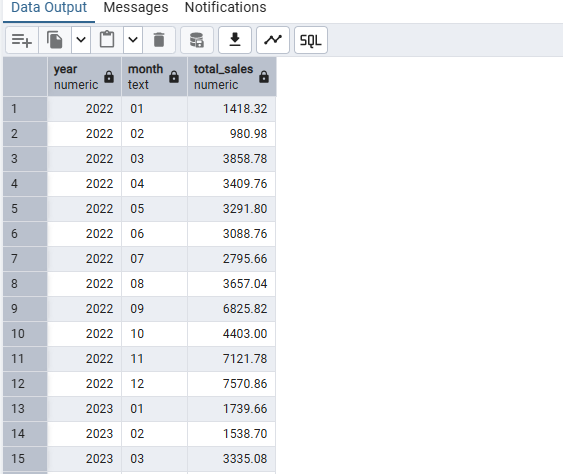 Data Output Messages Notifications
SQL
year month total_sales
numeric text numeric
1 2022 01 1418.32
2 2022 02 980.98
3 2022 03 3858.78
4 2022 04 3409.76
5 2022 05 3291.80
6 2022 06 3088.76
7 2022 07 2795.66
8 2022 08 3657.04
9 2022 09 6825.82
10 2022 10 4403.00
11 2022 11 7121.78
12 2022 12 7570.86
13 2023 01 1739.66
14 2023 02 1538.70
15 2023 03 3335.08